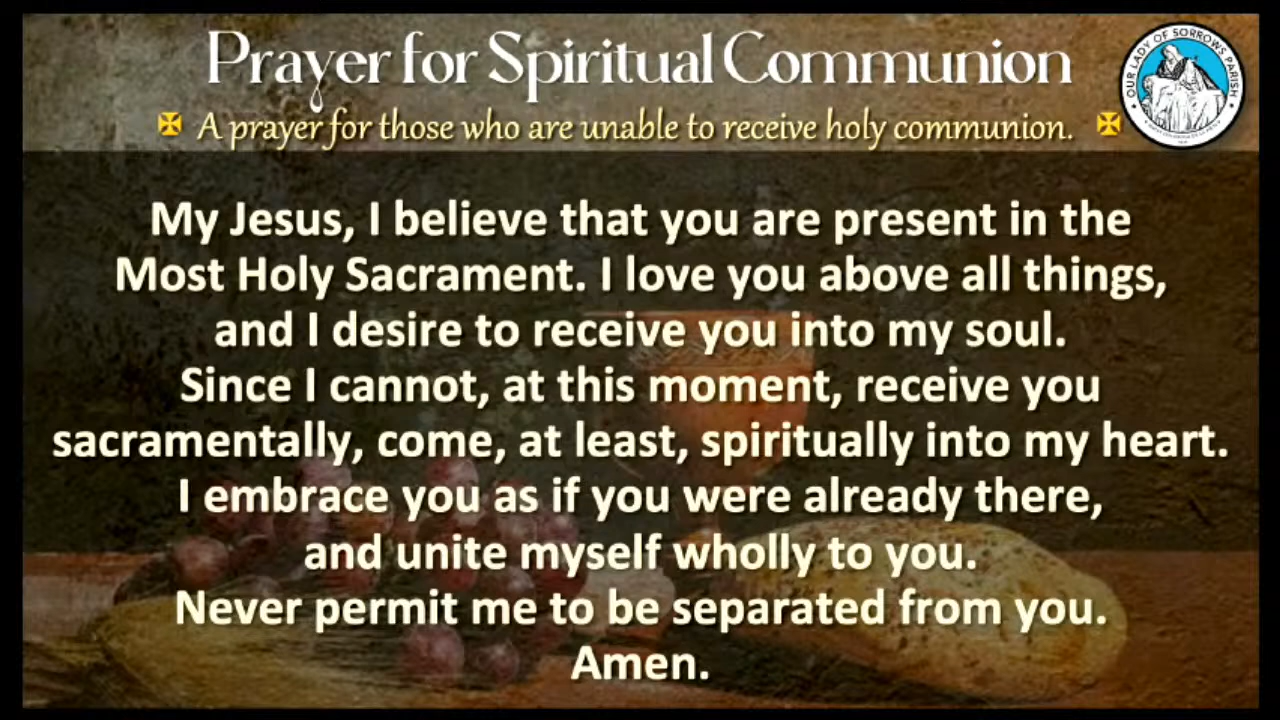 Prayer for Spiritual Communion
A prayer for those who are unable to receive holy communion.
OUR LADY OF SORROWS PARISH
My Jesus, I believe that you are present in the
Most Holy Sacrament. I love you above all things,
and I desire to receive you into my soul.
Since I cannot, at this moment, receive you
sacramentally, come, at least, spiritually into my heart.
I embrace you as if you were already there,
and unite myself wholly to you.
Never permit me to be separated from you.
Amen.